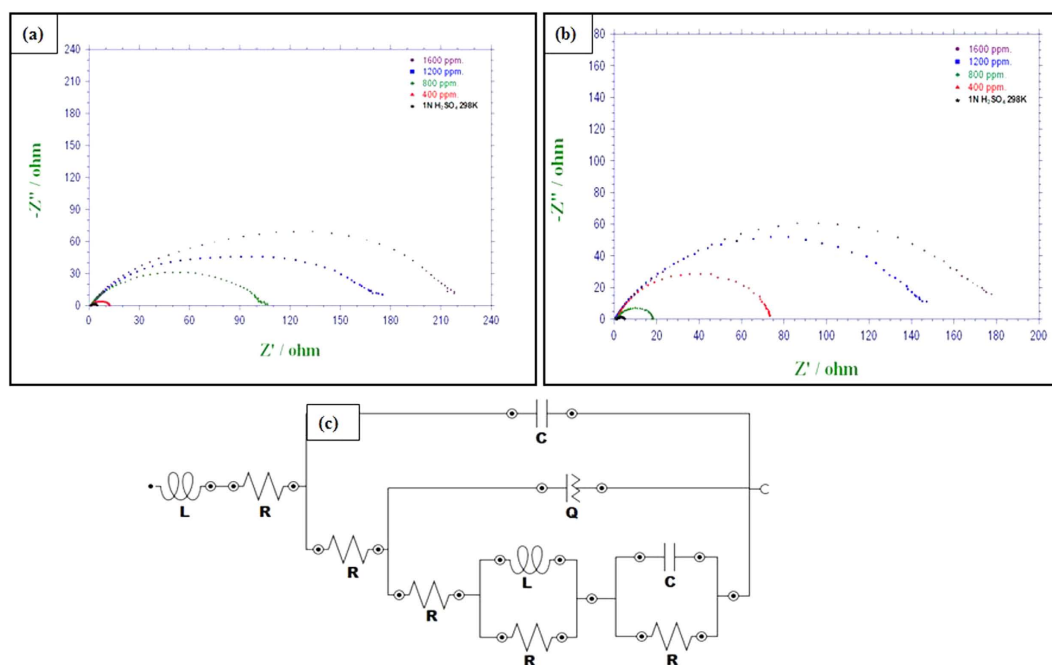 (a)
240
210
180
150
120
90
60
30
0
-Z" / ohm
1600 ppm.
1200 ppm.
800 ppm.
400 ppm.
1N H₂SO₄ 298K
0 30 60 90 120 150 180 210 240
Z' / ohm
(b)
180
160
140
120
100
80
60
40
20
0
-Z" / ohm
1600 ppm.
1200 ppm.
800 ppm.
400 ppm.
1N H₂SO₄ 298K
0 20 40 60 80 100 120 140 160 180 200
Z' / ohm
(c)
C
L
R
Q
R
L
C
R
R
R